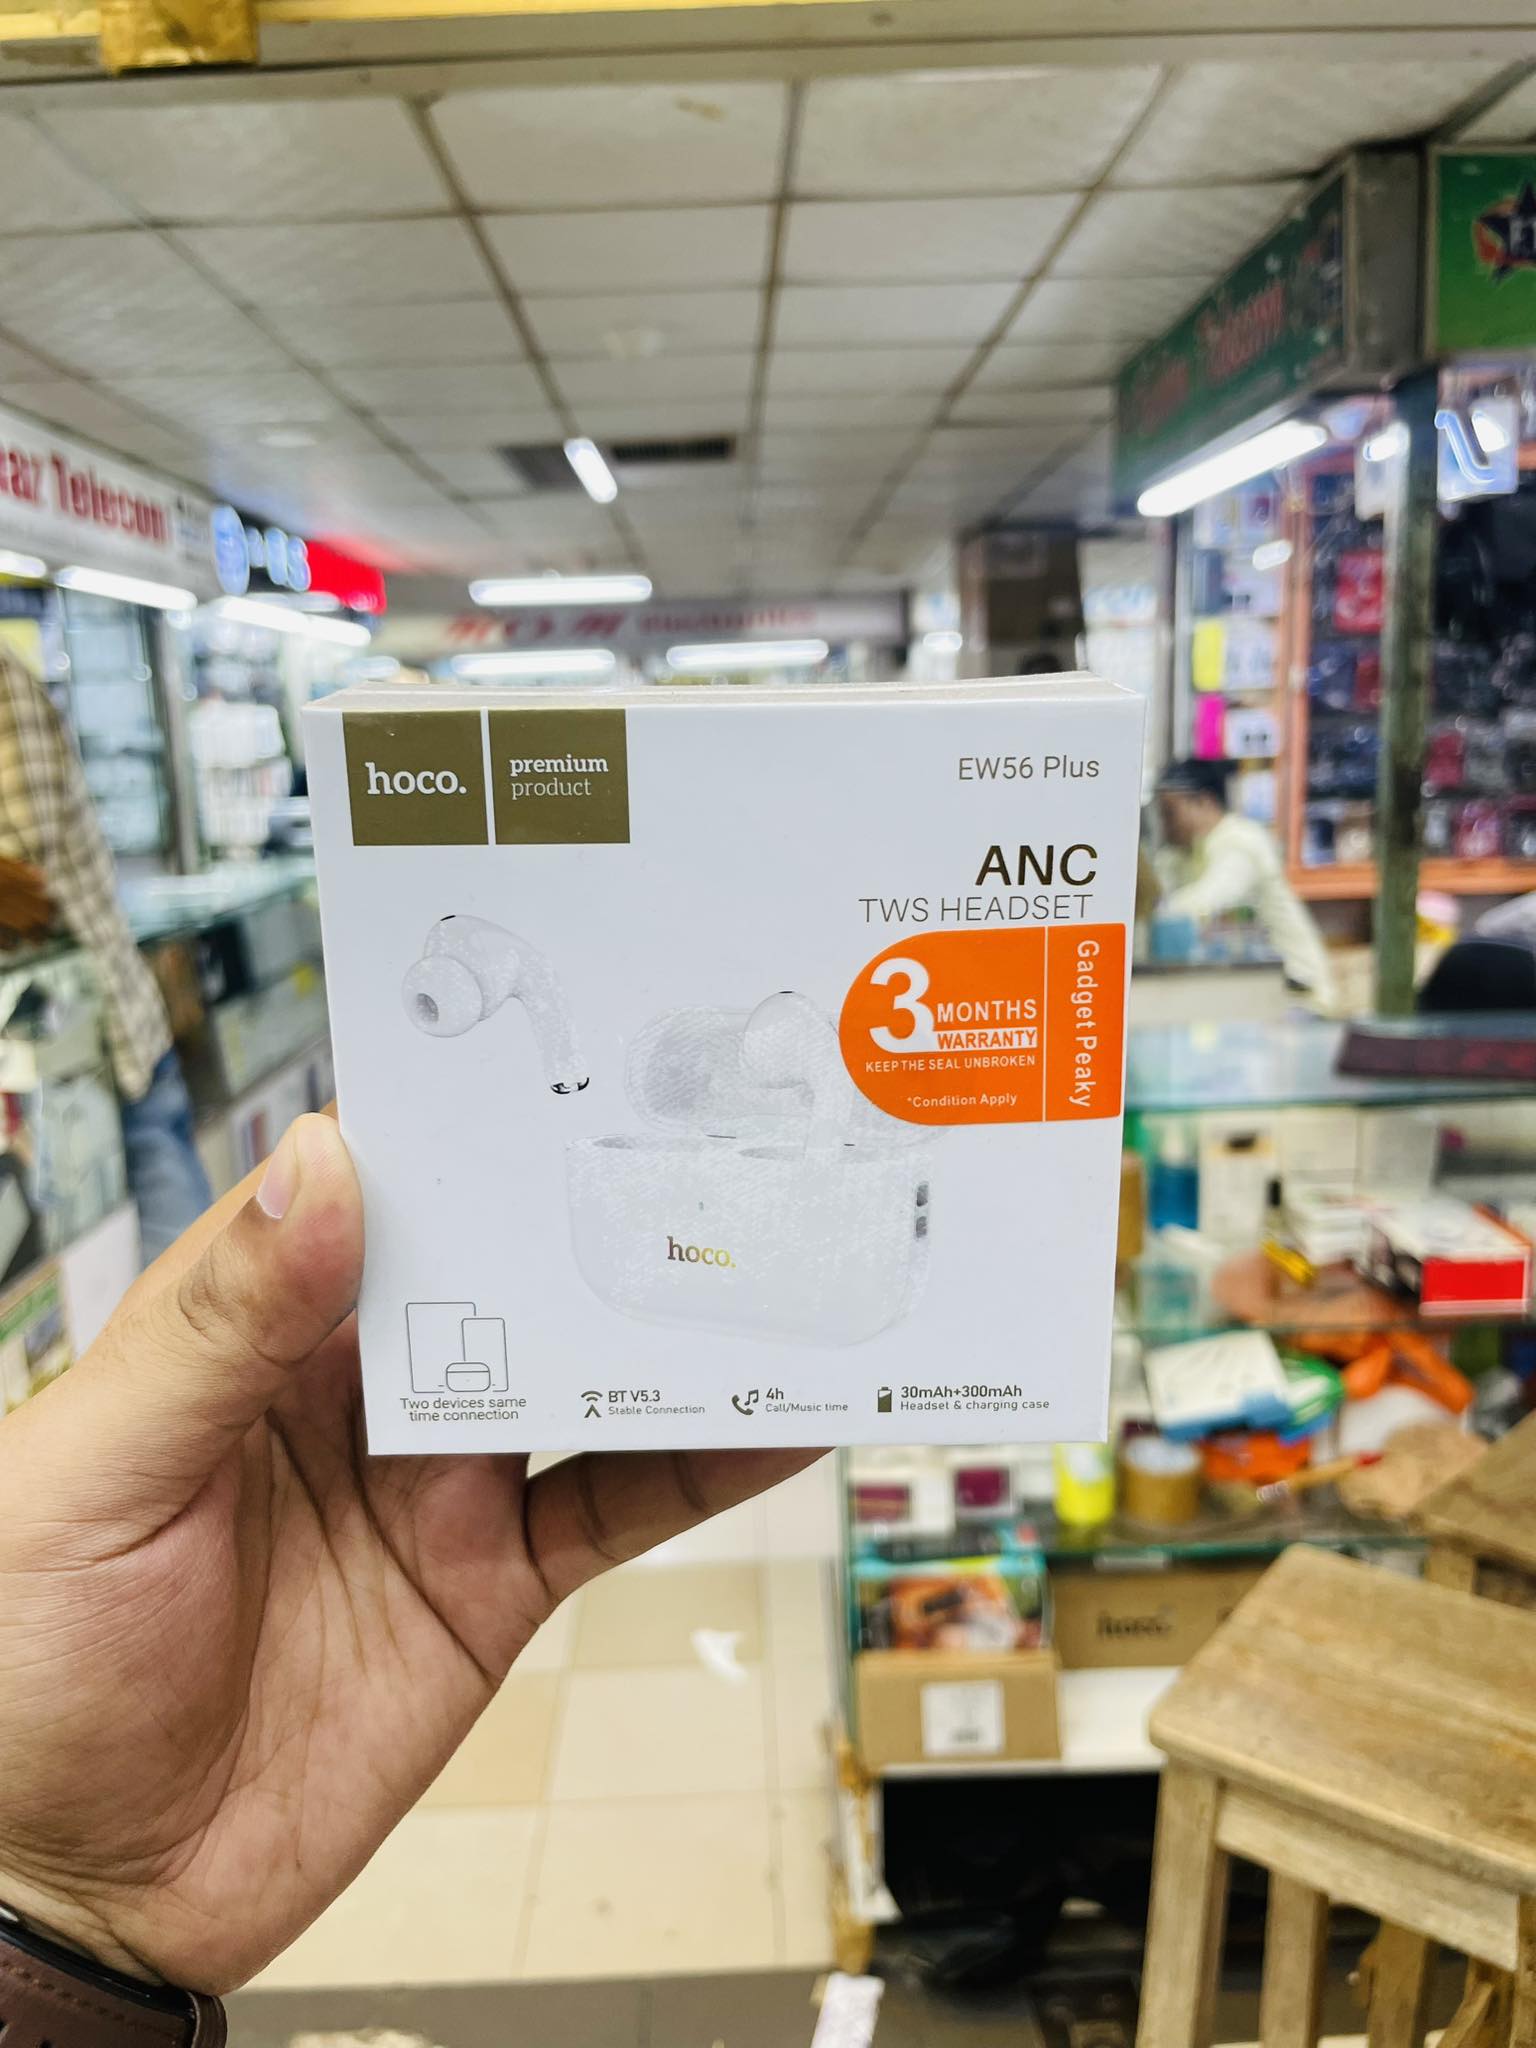 Telecom
hoco.
premium
product
EW56 Plus
ANC
TWS HEADSET
3 MONTHS
WARRANTY
KEEP THE SEAL UNBROKEN
*Condition Apply
Gadget Peaky
hoco.
Two devices same
time connection
BT V5.3
Stable Connection
4h
Call/Music time
30mAh+300mAh
Headset & charging case
hoco.